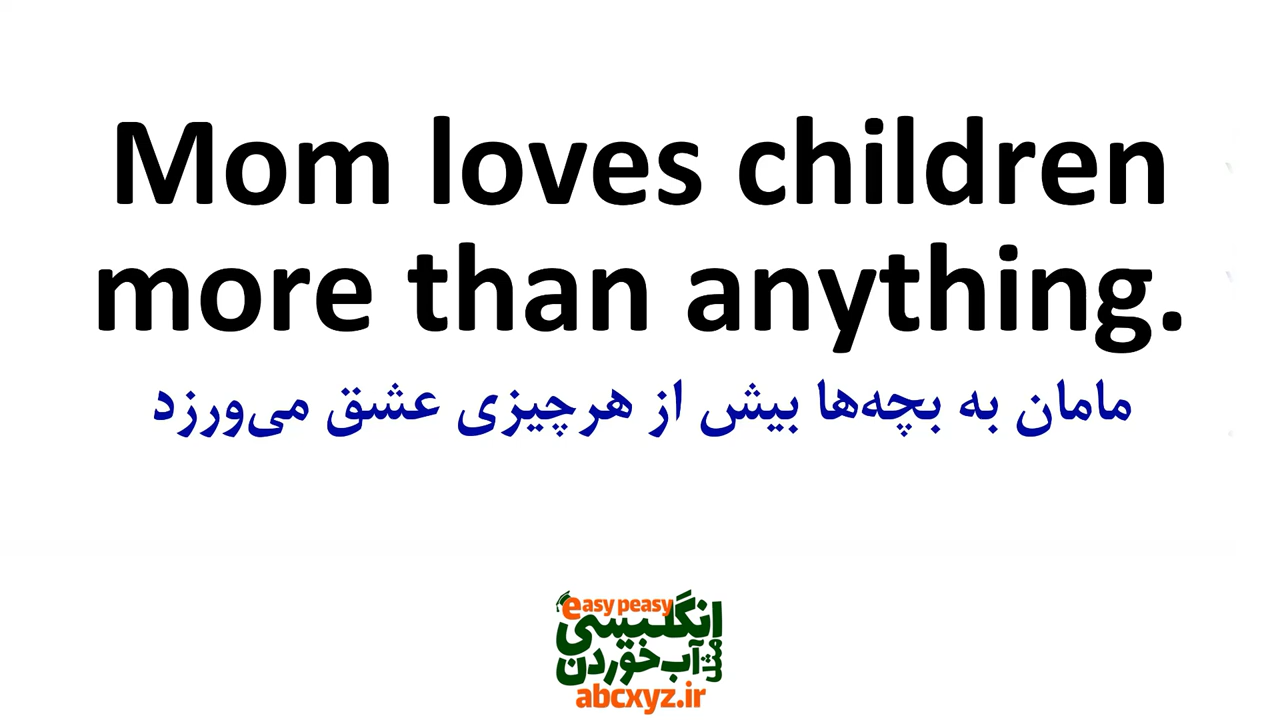 Mom loves children
more than anything.
مامان به بچه‌ها بیش از هرچیزی عشق می‌ورزد
easy peasy
انگلیسی
مثل آب خوردن
abcxyz.ir